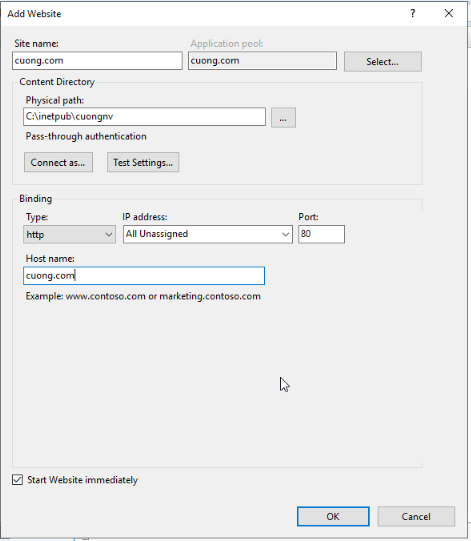 Add Website
? ×
Site name: Application pool:
cuong.com cuong.com Select...
Content Directory
Physical path:
C:\inetpub\cuongnv ...
Pass-through authentication
Connect as... Test Settings...
Binding
Type: IP address: Port:
http All Unassigned 80
Host name:
cuong.com
Example: www.contoso.com or marketing.contoso.com
Start Website immediately
OK Cancel